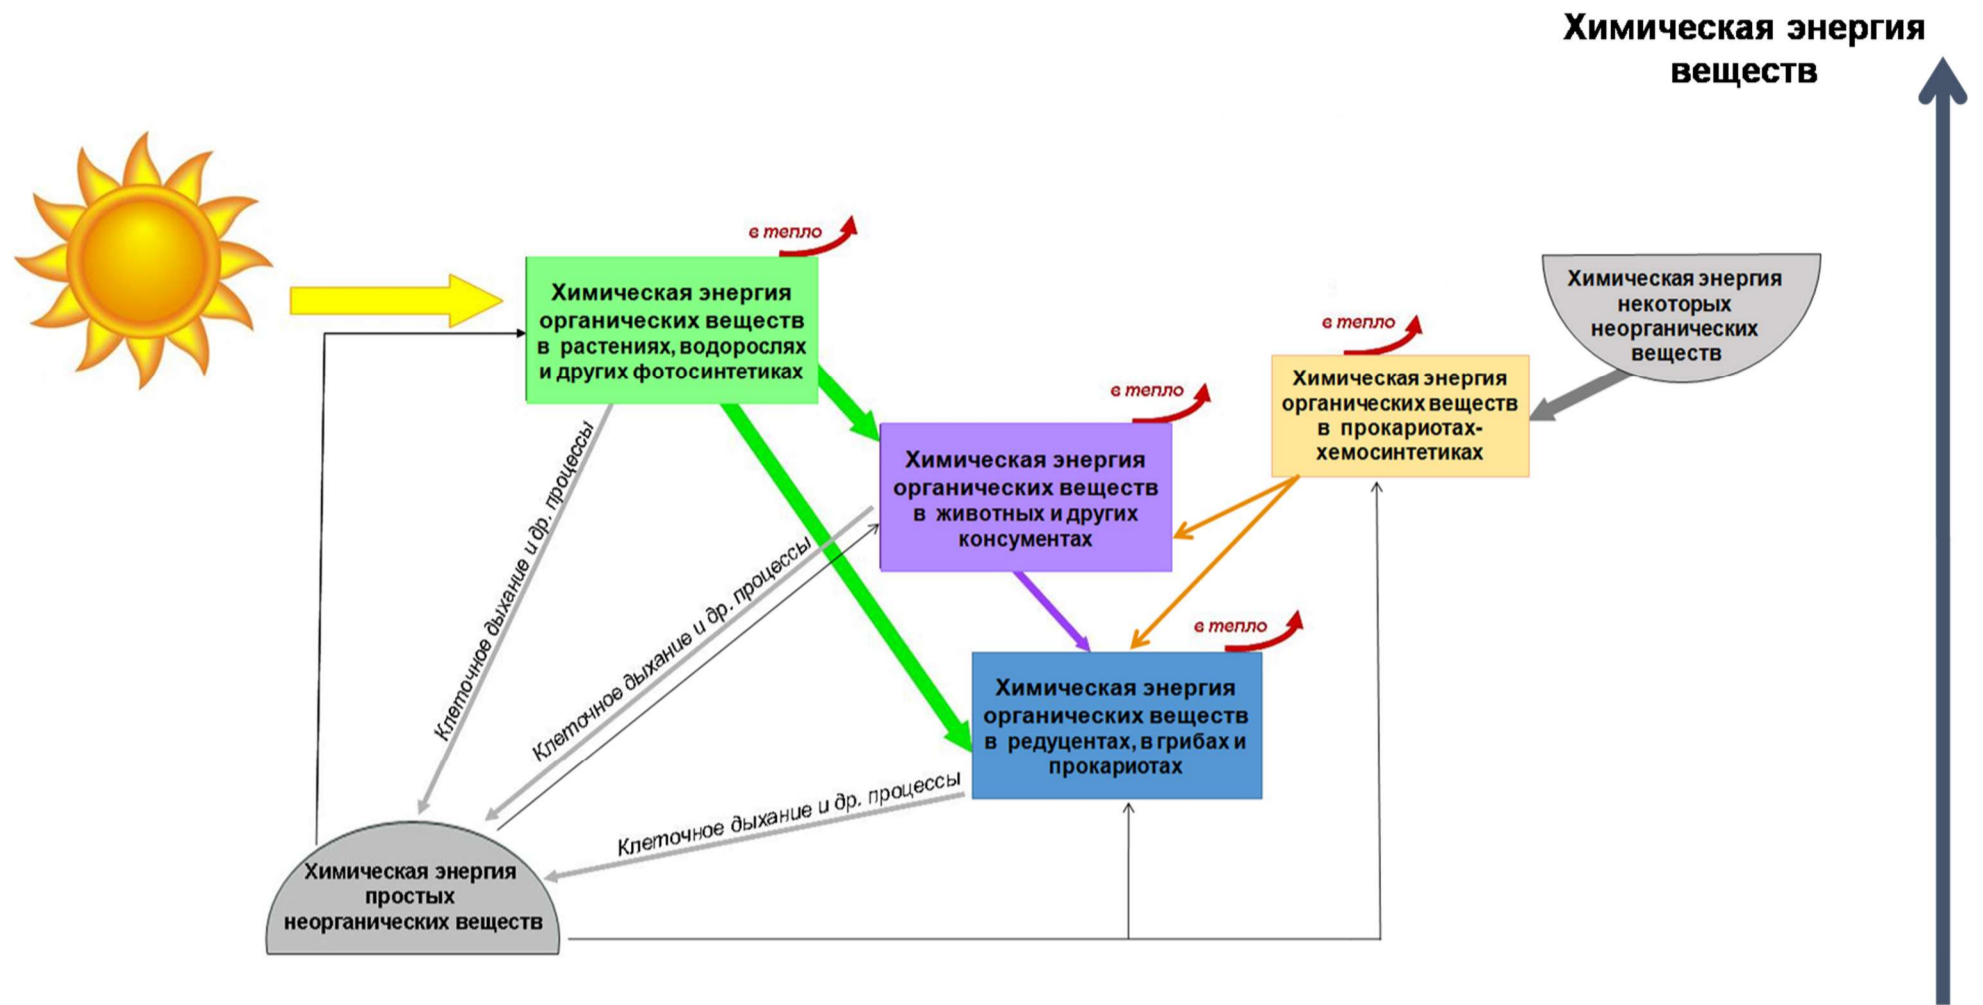 Химическая энергия
веществ
в тепло
Химическая энергия
органических веществ
в растениях, водорослях
и других фотосинтетиках
Химическая энергия
некоторых
неорганических
веществ
в тепло
Химическая энергия
органических веществ
в прокариотах-
хемосинтетиках
в тепло
Химическая энергия
органических веществ
в животных и других
консументах
Клеточное дыхание и др. процессы
Клеточное дыхание и др. процессы
в тепло
Химическая энергия
органических веществ
в редуцентах, в грибах и
прокариотах
Клеточное дыхание и др. процессы
Химическая энергия
простых
неорганических веществ